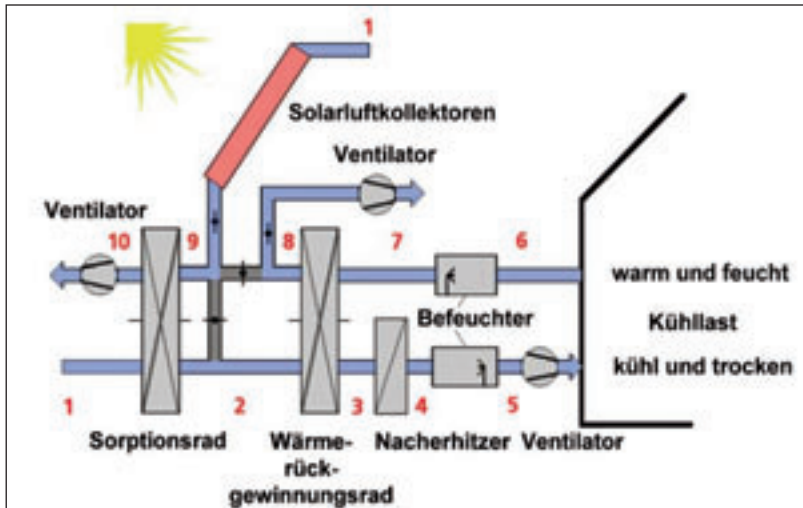 1
Solarluftkollektoren
Ventilator
Ventilator
10
9
8
7
6
warm und feucht
Befeuchter
Kühllast
kühl und trocken
1
2
3
4
5
Sorptionsrad
Wärme-
rück-
gewinnungsrad
Nacherhitzer
Ventilator